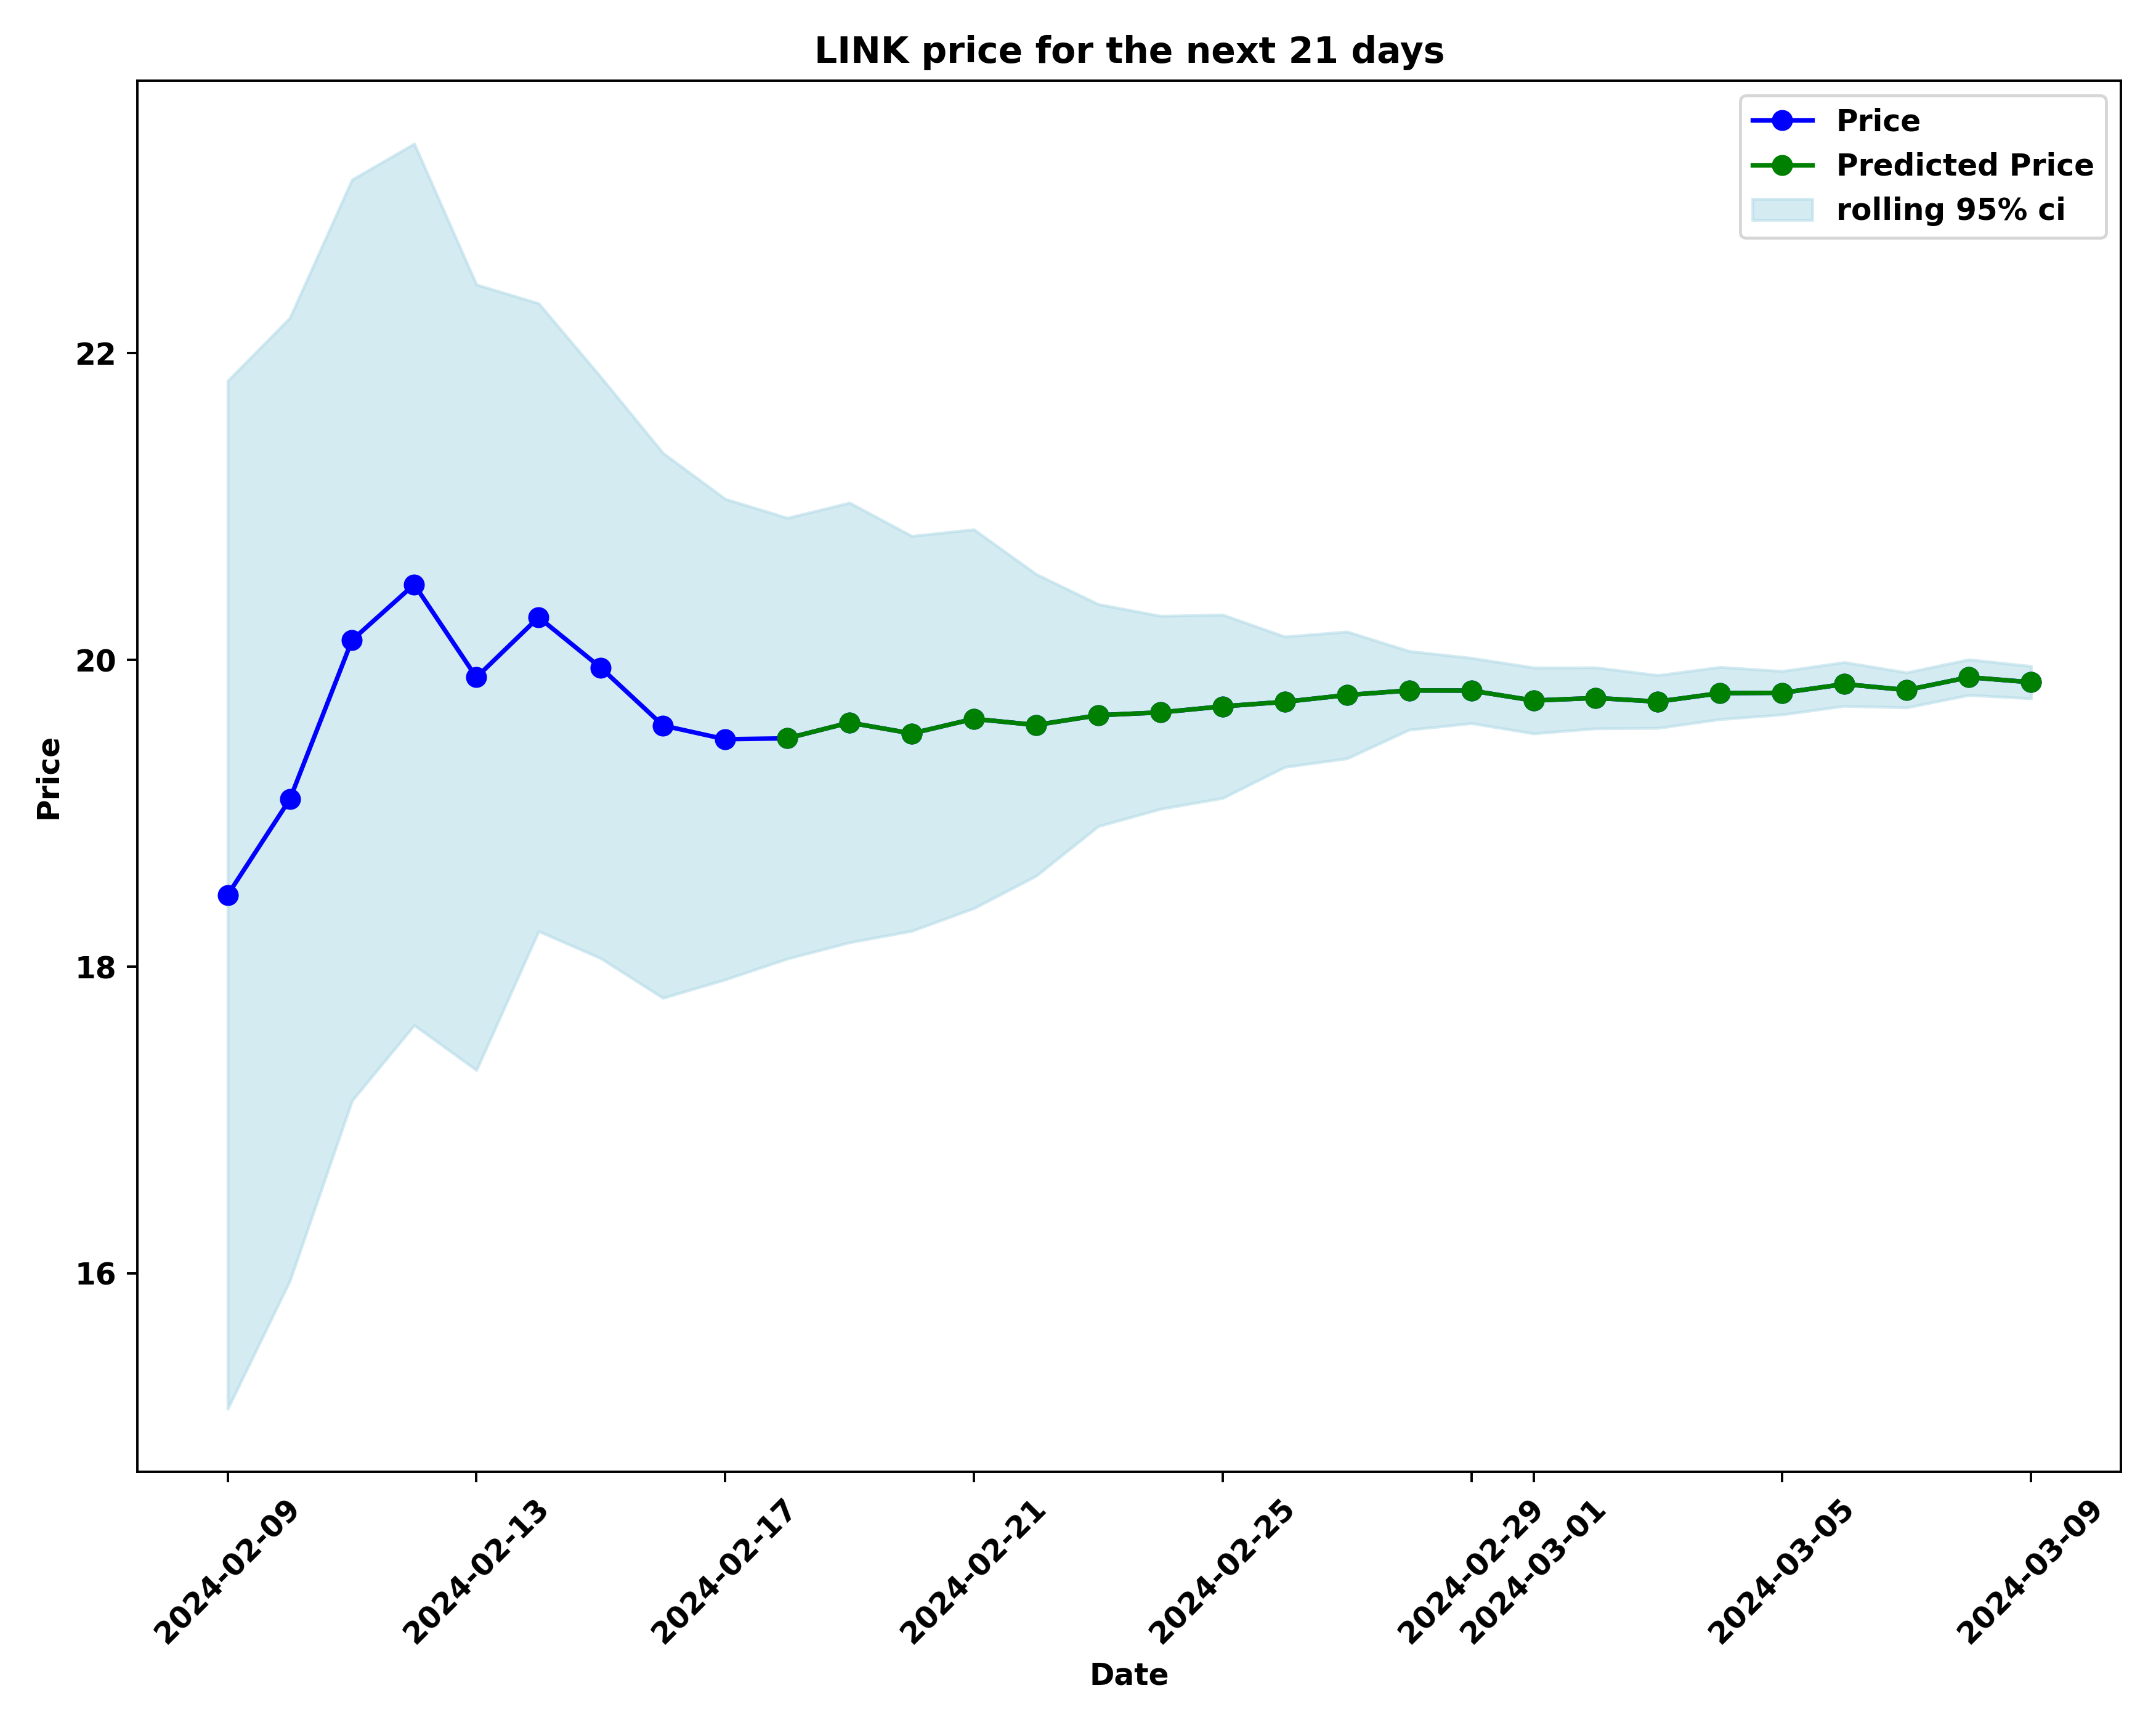 LINK price for the next 21 days
Price
Predicted Price
rolling 95% ci
22
20
18
16
Price
2024-02-09
2024-02-13
2024-02-17
2024-02-21
2024-02-25
2024-02-29
2024-03-01
2024-03-05
2024-03-09
Date